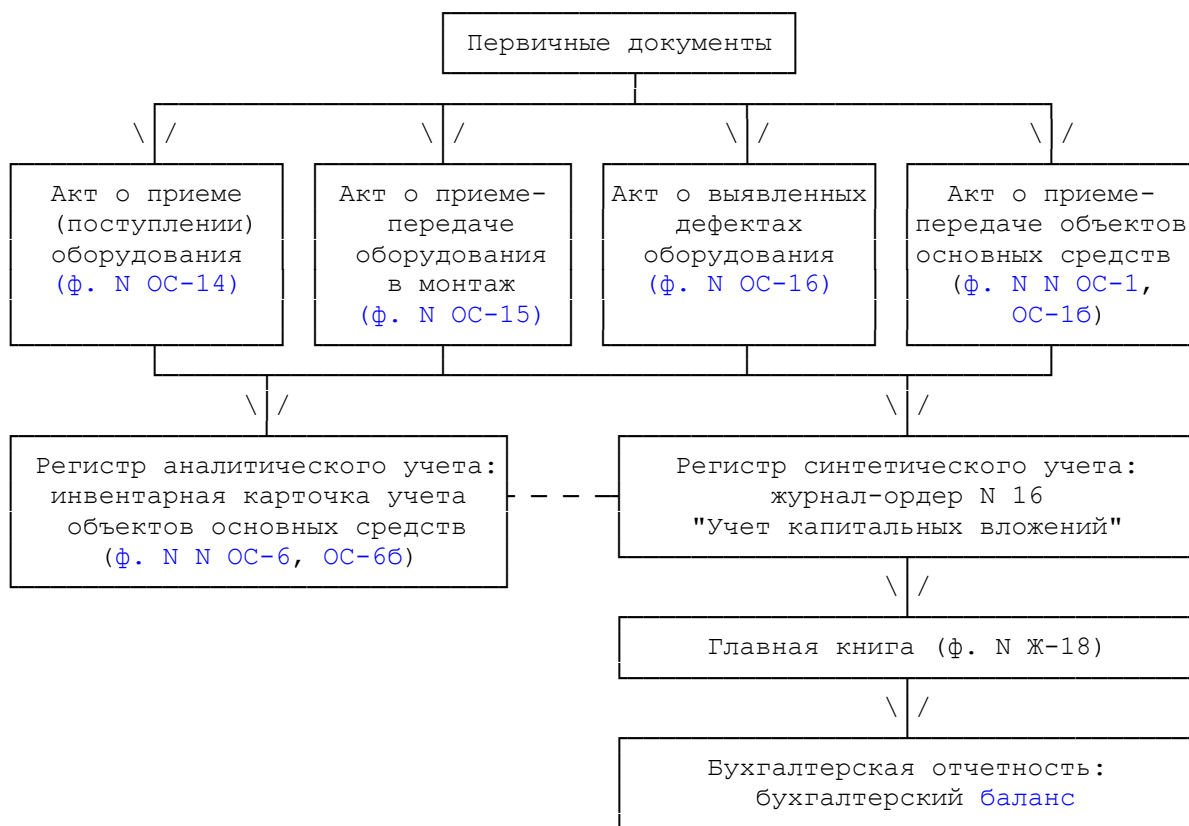 Первичные документы
Акт о приеме
(поступлении)
оборудования
(ф. N ОС-14)
Акт о приеме-
передаче
оборудования
в монтаж
(ф. N ОС-15)
Акт о выявленных
дефектах
оборудования
(ф. N ОС-16)
Акт о приеме-
передаче объектов
основных средств
(ф. N N ОС-1,
ОС-1б)
Регистр аналитического учета:
инвентарная карточка учета
объектов основных средств
(ф. N N ОС-6, ОС-6б)
Регистр синтетического учета:
журнал-ордер N 16
"Учет капитальных вложений"
Главная книга (ф. N Ж-18)
Бухгалтерская отчетность:
бухгалтерский баланс